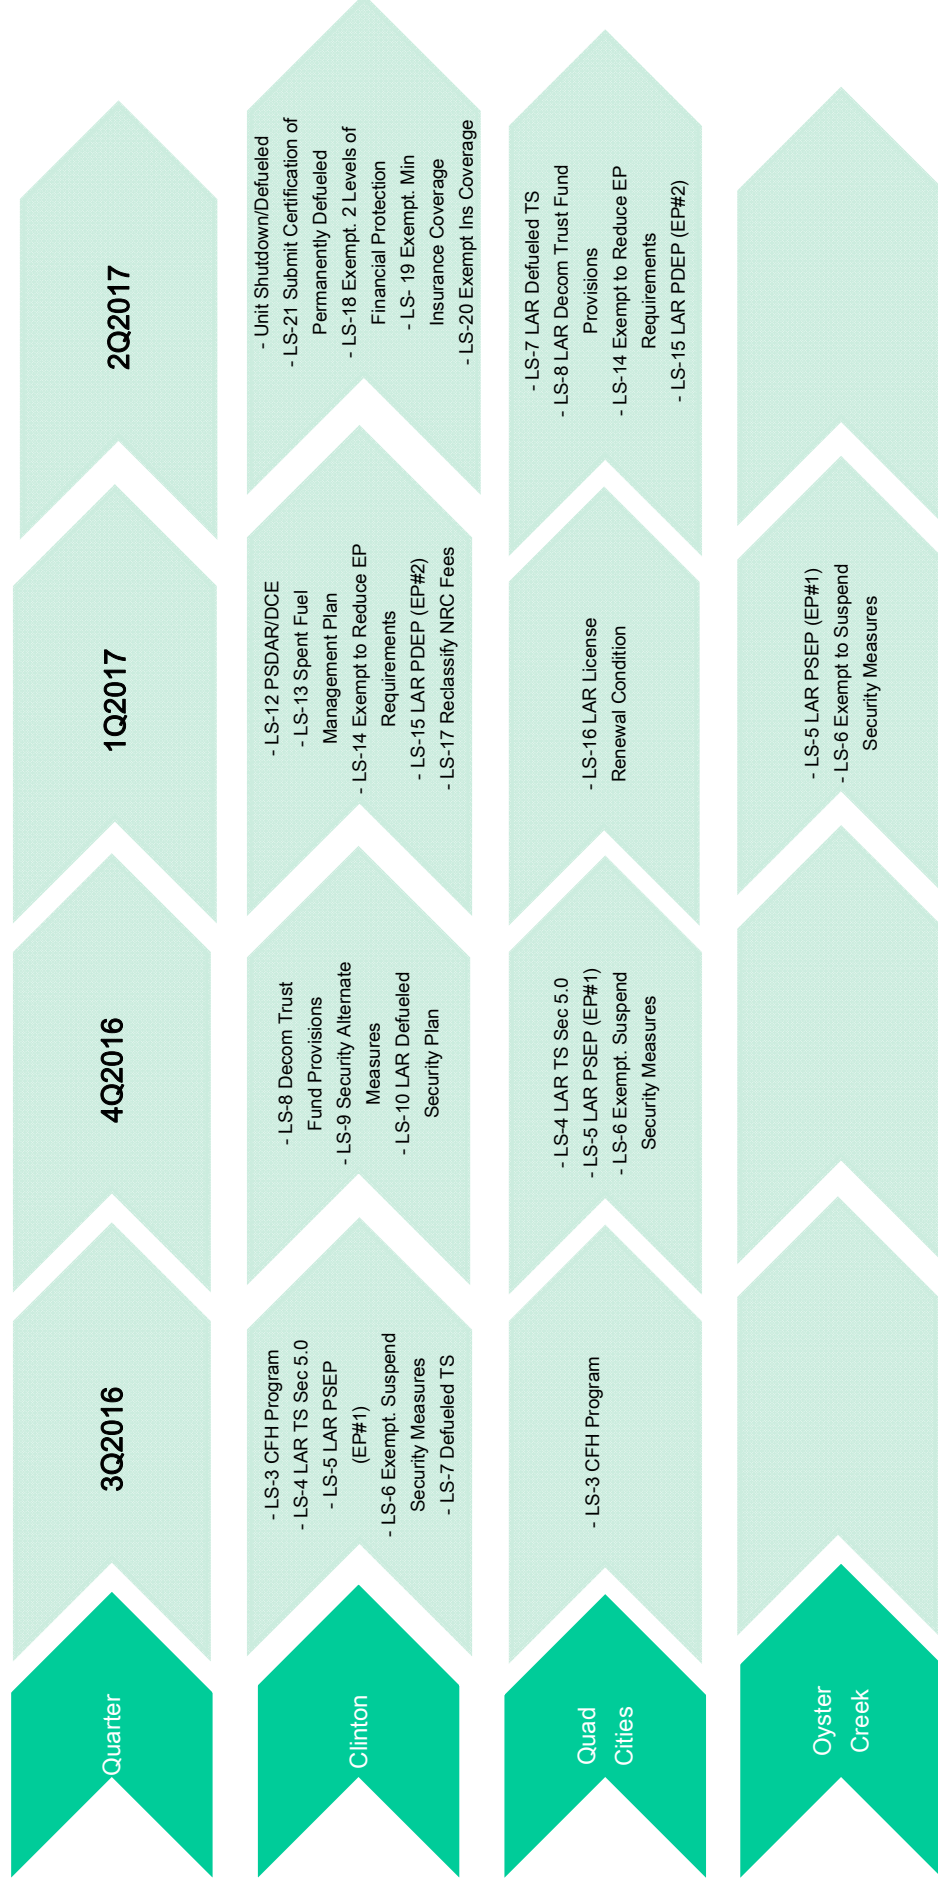 Quarter
3Q2016
4Q2016
1Q2017
2Q2017
Clinton
- LS-3 CFH Program
- LS-4 LAR TS Sec 5.0
- LS-5 LAR PSEP
(EP#1)
- LS-6 Exempt. Suspend
Security Measures
- LS-7 Defueled TS
- LS-8 Decom Trust
Fund Provisions
- LS-9 Security Alternate
Measures
- LS-10 LAR Defueled
Security Plan
- LS-12 PSDAR/DCE
- LS-13 Spent Fuel
Management Plan
- LS-14 Exempt to Reduce EP
Requirements
- LS-15 LAR PDEP (EP#2)
- LS-17 Reclassify NRC Fees
- Unit Shutdown/Defueled
- LS-21 Submit Certification of
Permanently Defueled
- LS-18 Exempt. 2 Levels of
Financial Protection
- LS- 19 Exempt. Min
Insurance Coverage
- LS-20 Exempt Ins Coverage
Quad
Cities
- LS-3 CFH Program
- LS-4 LAR TS Sec 5.0
- LS-5 LAR PSEP (EP#1)
- LS-6 Exempt. Suspend
Security Measures
- LS-16 LAR License
Renewal Condition
- LS-7 LAR Defueled TS
- LS-8 LAR Decom Trust Fund
Provisions
- LS-14 Exempt to Reduce EP
Requirements
- LS-15 LAR PDEP (EP#2)
Oyster
Creek
- LS-5 LAR PSEP (EP#1)
- LS-6 Exempt to Suspend
Security Measures